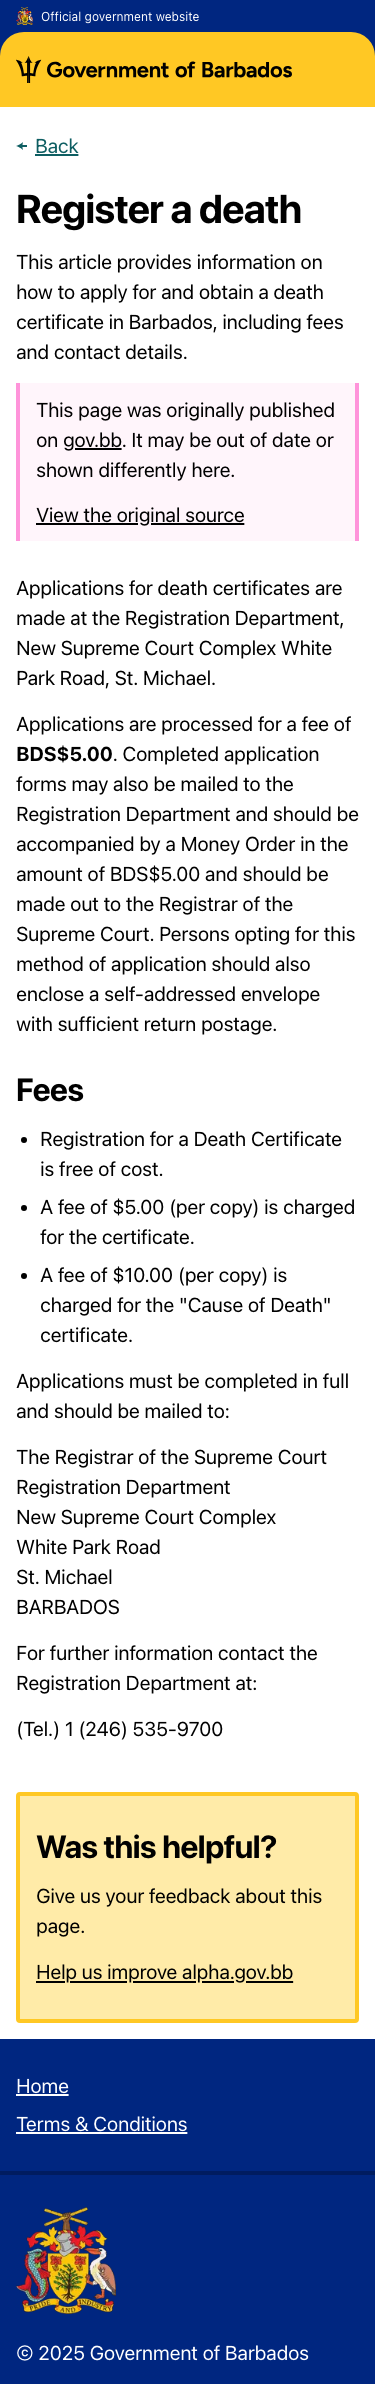 Official government website
Government of Barbados
Back
Register a death
This article provides information on
how to apply for and obtain a death
certificate in Barbados, including fees
and contact details.
This page was originally published
on gov.bb. It may be out of date or
shown differently here.
View the original source
Applications for death certificates are
made at the Registration Department,
New Supreme Court Complex White
Park Road, St. Michael.
Applications are processed for a fee of
BDS$5.00. Completed application
forms may also be mailed to the
Registration Department and should be
accompanied by a Money Order in the
amount of BDS$5.00 and should be
made out to the Registrar of the
Supreme Court. Persons opting for this
method of application should also
enclose a self-addressed envelope
with sufficient return postage.
Fees
• Registration for a Death Certificate
is free of cost.
• A fee of $5.00 (per copy) is charged
for the certificate.
• A fee of $10.00 (per copy) is
charged for the "Cause of Death"
certificate.
Applications must be completed in full
and should be mailed to:
The Registrar of the Supreme Court
Registration Department
New Supreme Court Complex
White Park Road
St. Michael
BARBADOS
For further information contact the
Registration Department at:
(Tel.) 1 (246) 535-9700
Was this helpful?
Give us your feedback about this
page.
Help us improve alpha.gov.bb
Home
Terms & Conditions
PRIDE AND INDUSTRY
© 2025 Government of Barbados